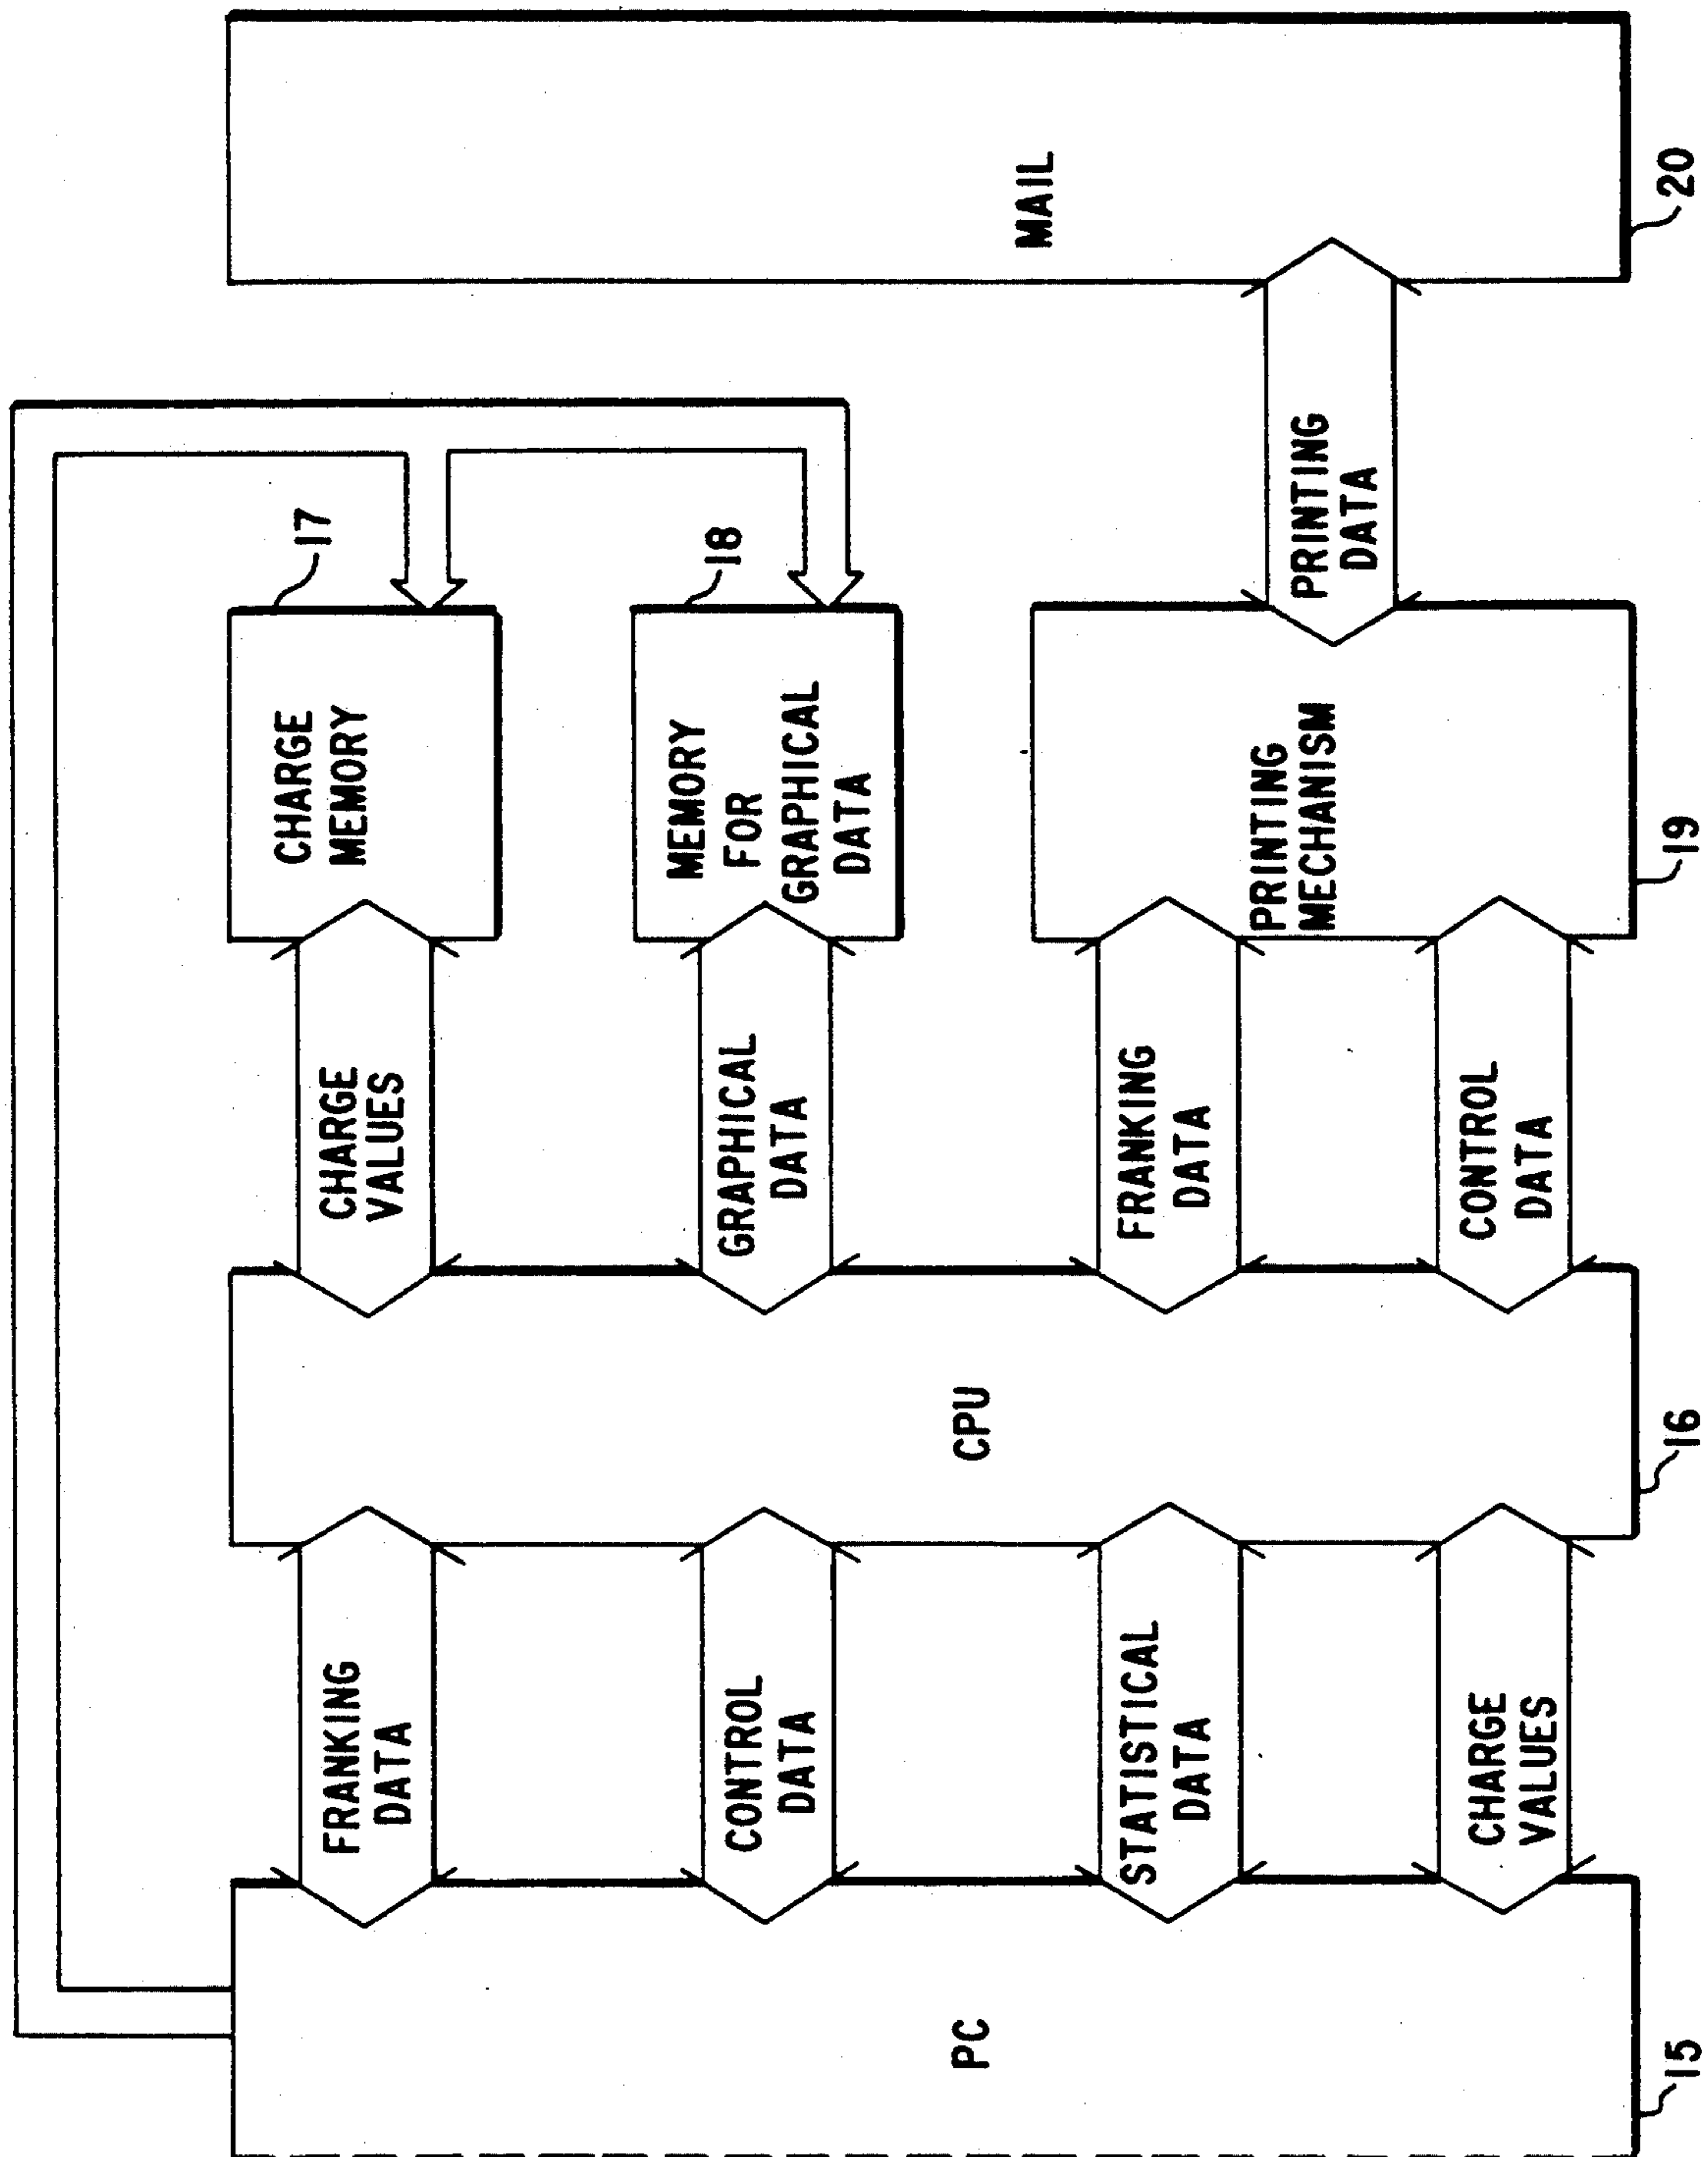 PC
15
FRANKING
DATA
CONTROL
DATA
STATISTICAL
DATA
CHARGE
VALUES
CPU
16
CHARGE
VALUES
GRAPHICAL
DATA
FRANKING
DATA
CONTROL
DATA
CHARGE
MEMORY
17
MEMORY
FOR
GRAPHICAL
DATA
18
PRINTING
MECHANISM
19
PRINTING
DATA
MAIL
20